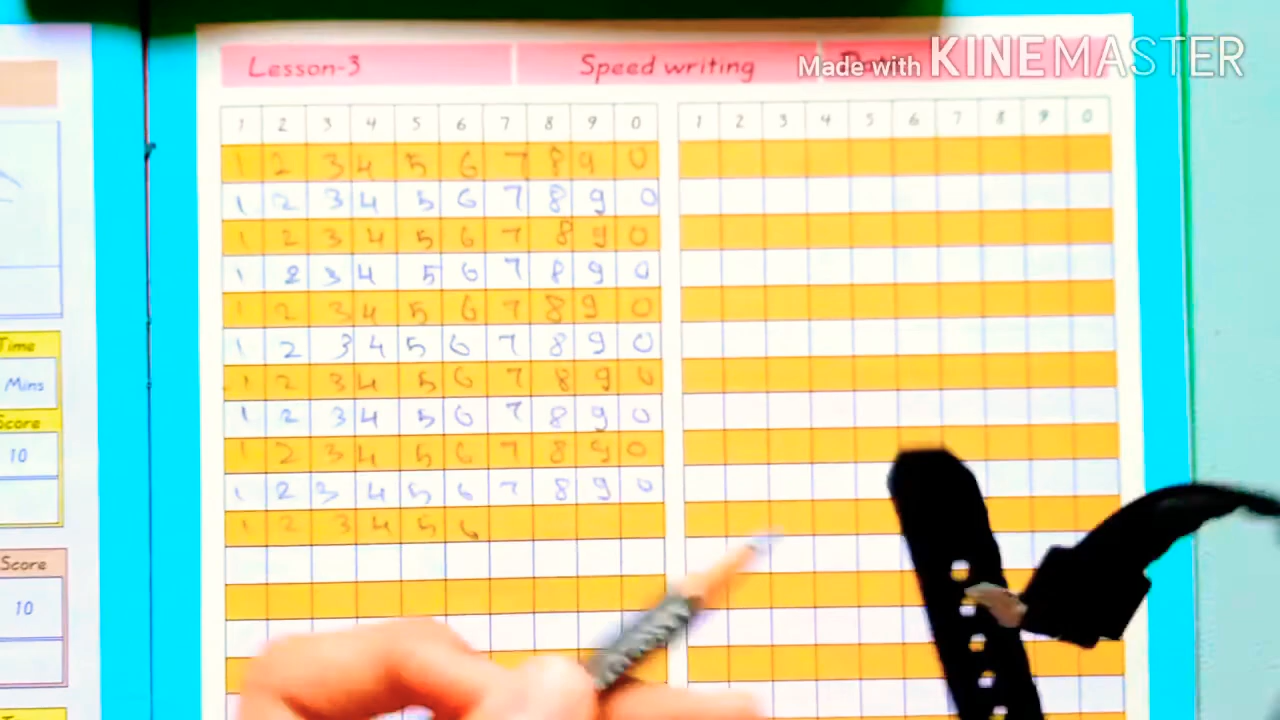 Lesson-3 Speed writing
Made with KINEMASTER
1 2 3 4 5 6 7 8 9 0 1 2 3 4 5 6 7 8 9 0
1 2 3 4 5 6 7 8 9 0
1 2 3 4 5 6 7 8 9 0
1 2 3 4 5 6 7 8 9 0
1 2 3 4 5 6 7 8 9 0
1 2 3 4 5 6 7 8 9 0
1 2 3 4 5 6 7 8 9 0
1 2 3 4 5 6 7 8 9 0
1 2 3 4 5 6 7 8 9 0
1 2 3 4 5 6 7 8 9 0
1 2 3 4 5 6 7 8 9 0
1 2 3 4 5 6
Time
Mins
Score
10
Score
10